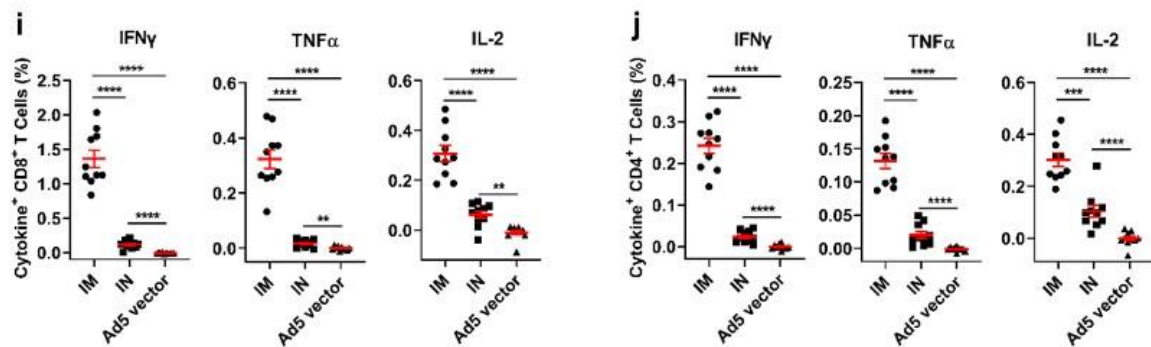 i
IFNγ
TNFα
IL-2
Cytokine⁺ CD8⁺ T Cells (%)
2.5
2.0
1.5
1.0
0.5
0.0
****
****
****
IM
IN
Ad5 vector
0.6
0.4
0.2
0.0
****
****
**
IM
IN
Ad5 vector
0.6
0.4
0.2
0.0
****
****
**
IM
IN
Ad5 vector
j
IFNγ
TNFα
IL-2
Cytokine⁺ CD4⁺ T Cells (%)
0.4
0.3
0.2
0.1
0.0
****
****
****
IM
IN
Ad5 vector
0.25
0.20
0.15
0.10
0.05
0.00
****
****
****
IM
IN
Ad5 vector
0.6
0.4
0.2
0.0
****
***
****
IM
IN
Ad5 vector